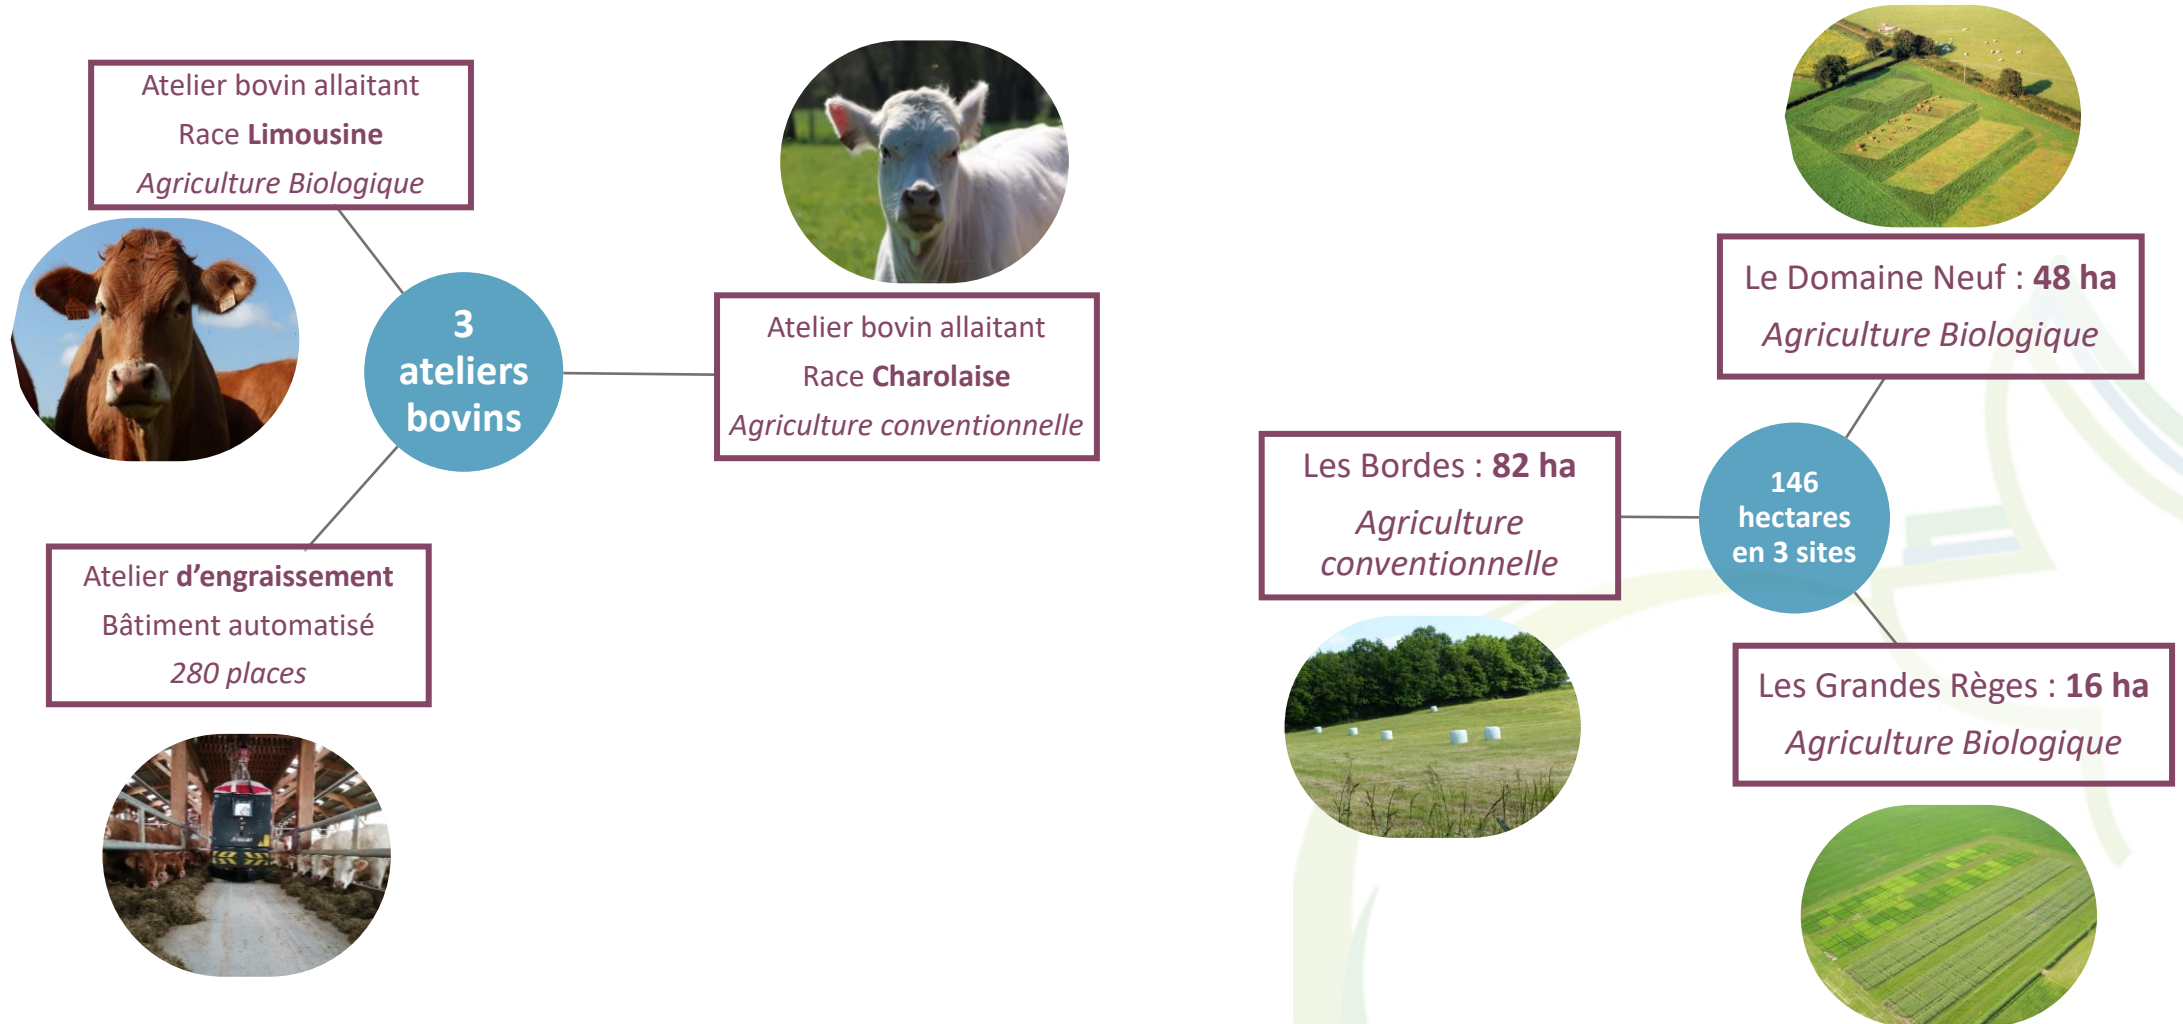 Atelier bovin allaitant
Race Limousine
Agriculture Biologique
3
ateliers
bovins
Atelier bovin allaitant
Race Charolaise
Agriculture conventionnelle
Atelier d’engraissement
Bâtiment automatisé
280 places
Le Domaine Neuf : 48 ha
Agriculture Biologique
Les Bordes : 82 ha
Agriculture
conventionnelle
146
hectares
en 3 sites
Les Grandes Règes : 16 ha
Agriculture Biologique